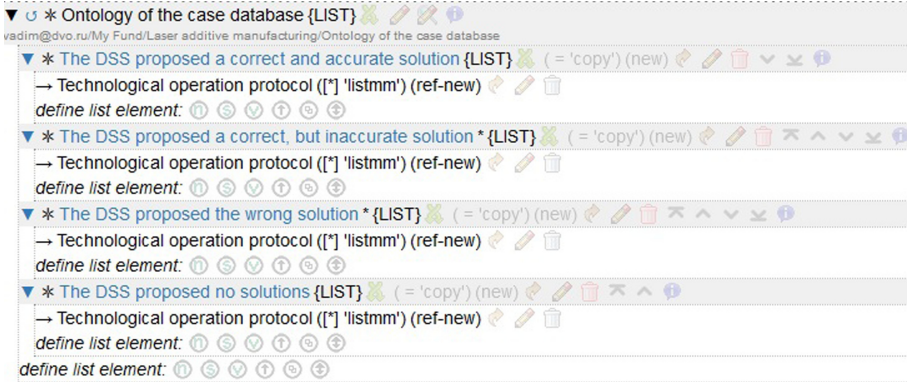 ▼ ↺ * Ontology of the case database {LIST}
vadim@dvo.ru/My Fund/Laser additive manufacturing/Ontology of the case database
▼ * The DSS proposed a correct and accurate solution {LIST} ( = 'copy') (new)
→ Technological operation protocol ([*] 'listmm') (ref-new)
define list element: n s v
▼ * The DSS proposed a correct, but inaccurate solution * {LIST} ( = 'copy') (new)
→ Technological operation protocol ([*] 'listmm') (ref-new)
define list element: n s v
▼ * The DSS proposed the wrong solution * {LIST} ( = 'copy') (new)
→ Technological operation protocol ([*] 'listmm') (ref-new)
define list element: n s v
▼ * The DSS proposed no solutions {LIST} ( = 'copy') (new)
→ Technological operation protocol ([*] 'listmm') (ref-new)
define list element: n s v
define list element: n s v